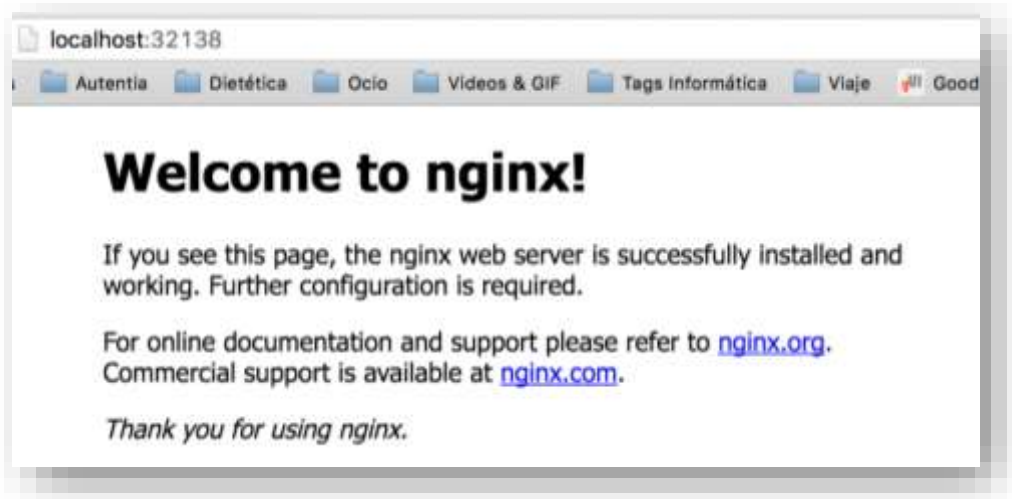 localhost:32138
Autentia Dietética Ocio Videos & GIF Tags Informática Viaje Good
Welcome to nginx!
If you see this page, the nginx web server is successfully installed and
working. Further configuration is required.
For online documentation and support please refer to nginx.org.
Commercial support is available at nginx.com.
Thank you for using nginx.